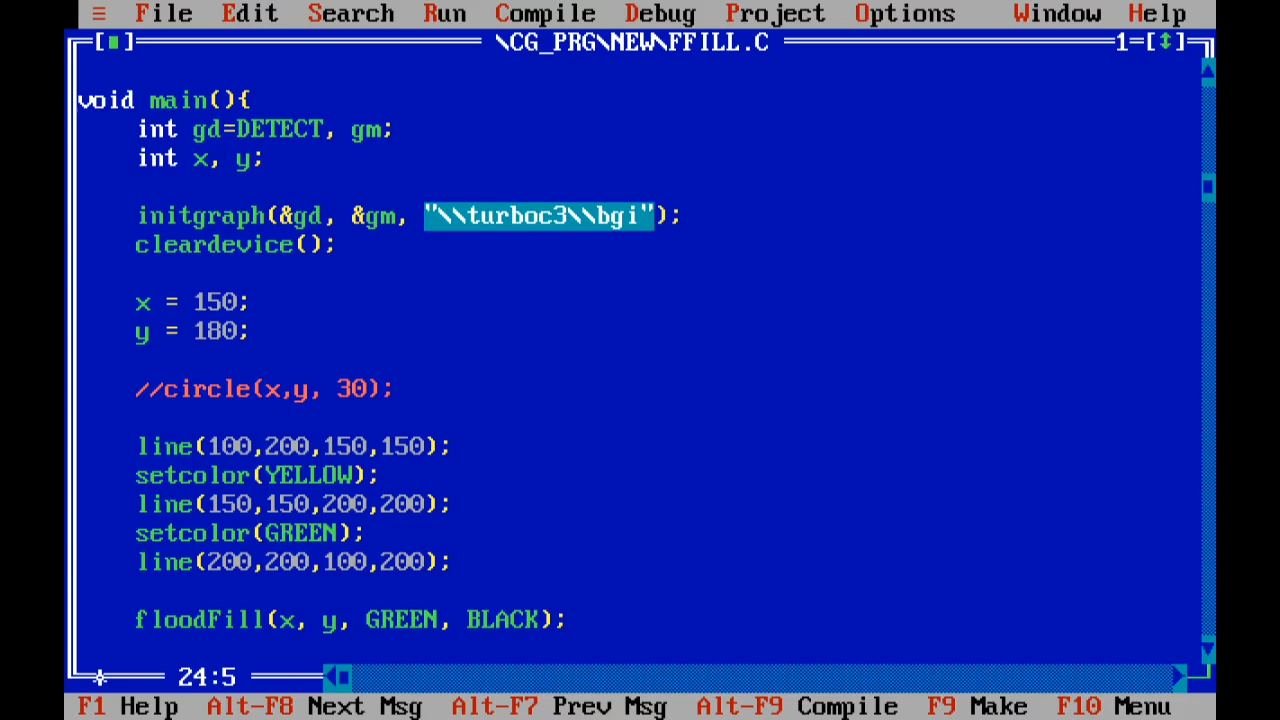 ≡ File Edit Search Run Compile Debug Project Options Window Help
[■] \CG_PRG\NEW\FFILL.C 1=[↕]
void main(){
int gd=DETECT, gm;
int x, y;
initgraph(&gd, &gm, "\\turboc3\\bgi");
cleardevice();
x = 150;
y = 180;
//circle(x,y, 30);
line(100,200,150,150);
setcolor(YELLOW);
line(150,150,200,200);
setcolor(GREEN);
line(200,200,100,200);
floodFill(x, y, GREEN, BLACK);
24:5
F1 Help Alt-F8 Next Msg Alt-F7 Prev Msg Alt-F9 Compile F9 Make F10 Menu